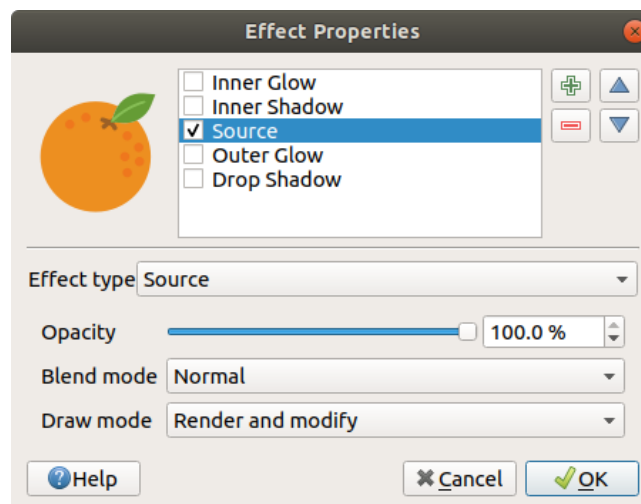 Effect Properties
Inner Glow
Inner Shadow
Source
Outer Glow
Drop Shadow
Effect type Source
Opacity 100.0 %
Blend mode Normal
Draw mode Render and modify
Help Cancel OK